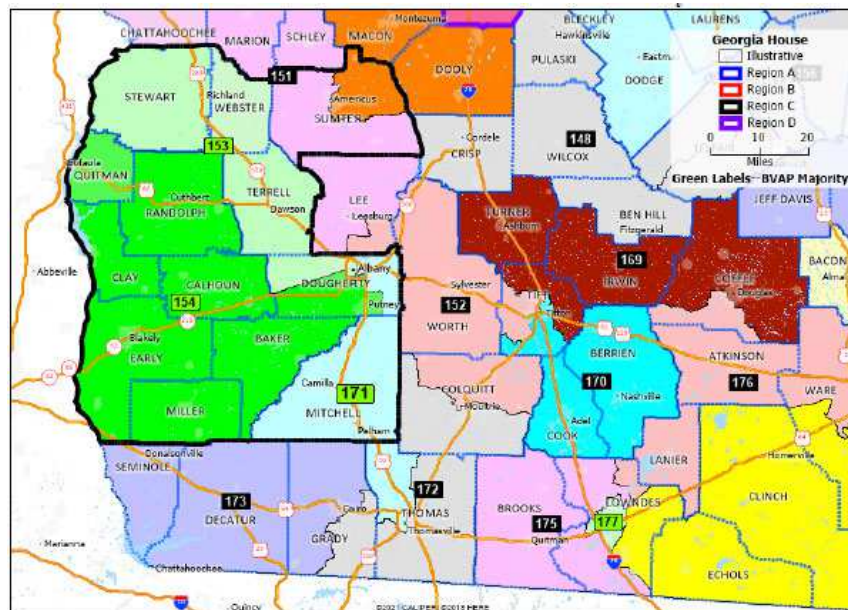 CHATTAHOOCHEE
MARION
SCHLEY
MACON
Montezuma
BLECKLEY
Hawkinsville
LAURENS
PULASKI
Eastman
DODGE
DOOLY
75
Georgia House
Illustrative
Region A
Region B
Region C
Region D
0 10 20
Miles
Green Labels--BVAP Majority
151
STEWART
Richland
WEBSTER
Americus
SUMTER
153
Cordele
CRISP
148
WILCOX
QUITMAN
Cuthbert
RANDOLPH
TERRELL
Dawson
LEE
Leesburg
TURNER
Ashburn
BEN HILL
Fitzgerald
JEFF DAVIS
BACON
Alma
169
IRWIN
COFFEE
Douglas
Abbeville
CLAY
CALHOUN
Albany
DOUGHERTY
Putney
154
Sylvester
152
WORTH
TIFT
Tifton
Blakely
EARLY
BAKER
BERRIEN
ATKINSON
176
WARE
Camilla
171
MITCHELL
COLQUITT
Moultrie
170
Nashville
MILLER
Pelham
Adel
COOK
Donalsonville
SEMINOLE
LANIER
Homerville
CLINCH
173
DECATUR
Cairo
GRADY
172
THOMAS
Thomasville
BROOKS
175
Quitman
LOWNDES
177
75
ECHOLS
Marianna
Chattahoochee
Quincy